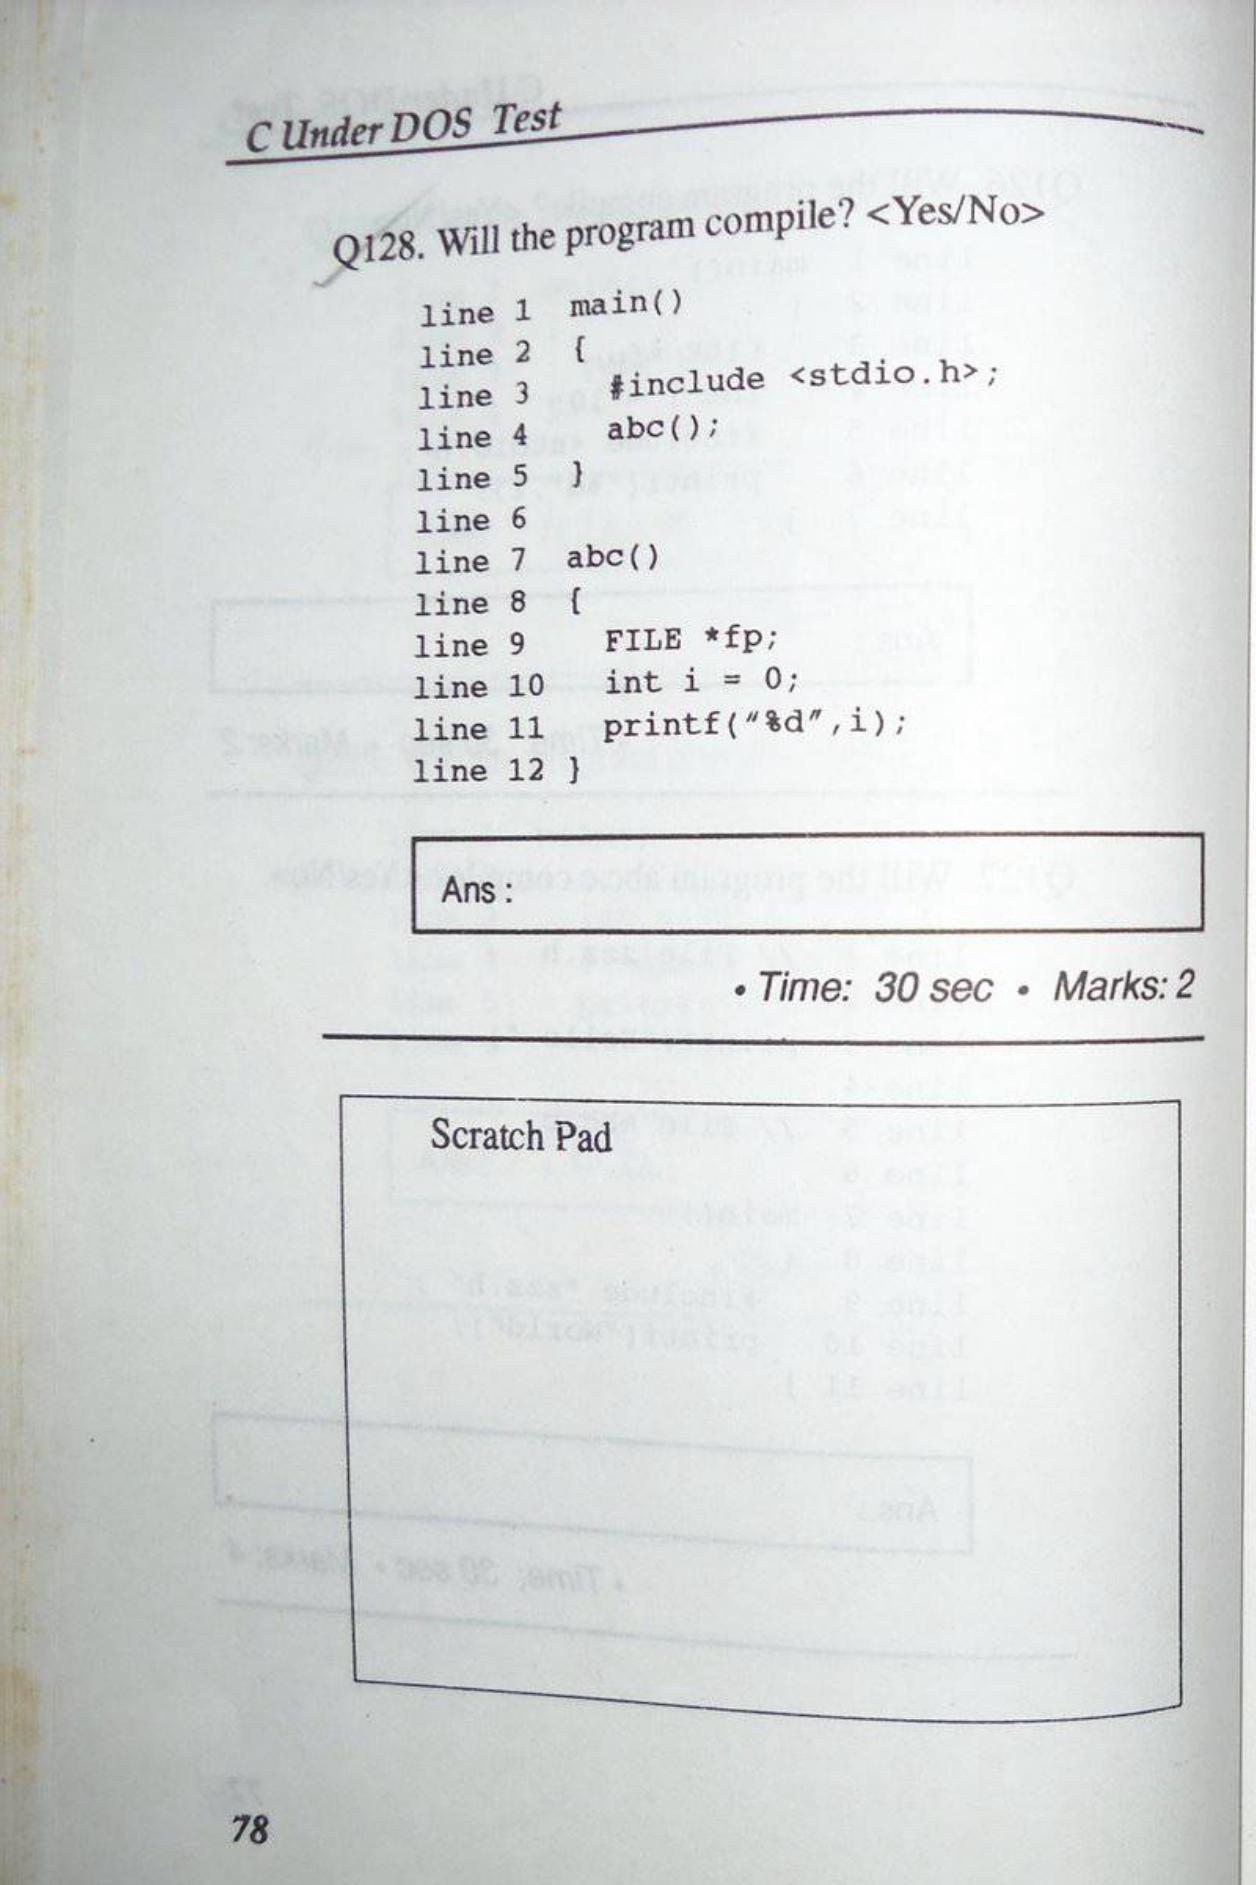 C Under DOS Test
Q128. Will the program compile? <Yes/No>
line 1 main()
line 2 {
line 3 #include <stdio.h>;
line 4 abc();
line 5 }
line 6
line 7 abc()
line 8 {
line 9 FILE *fp;
line 10 int i = 0;
line 11 printf("%d",i);
line 12 }
Ans :
• Time: 30 sec • Marks: 2
Scratch Pad
78